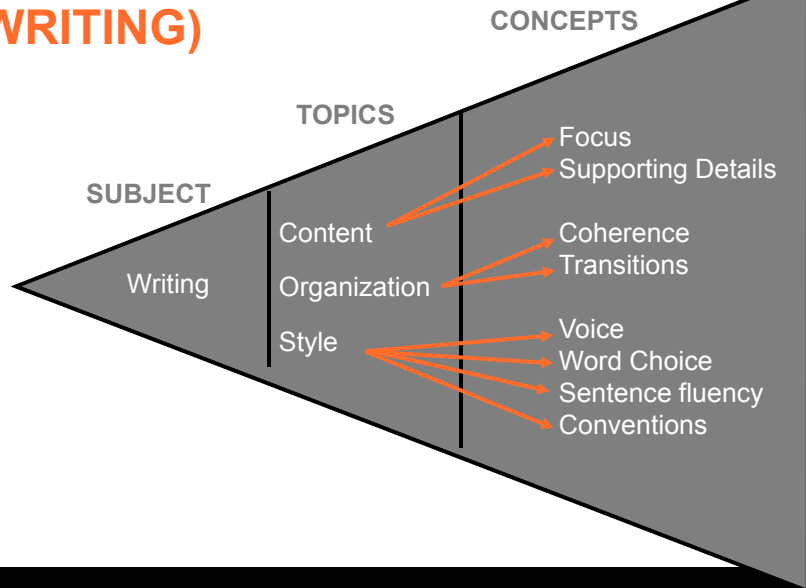 WRITING)
CONCEPTS
TOPICS
SUBJECT
Focus
Supporting Details
Content
Coherence
Transitions
Writing
Organization
Style
Voice
Word Choice
Sentence fluency
Conventions